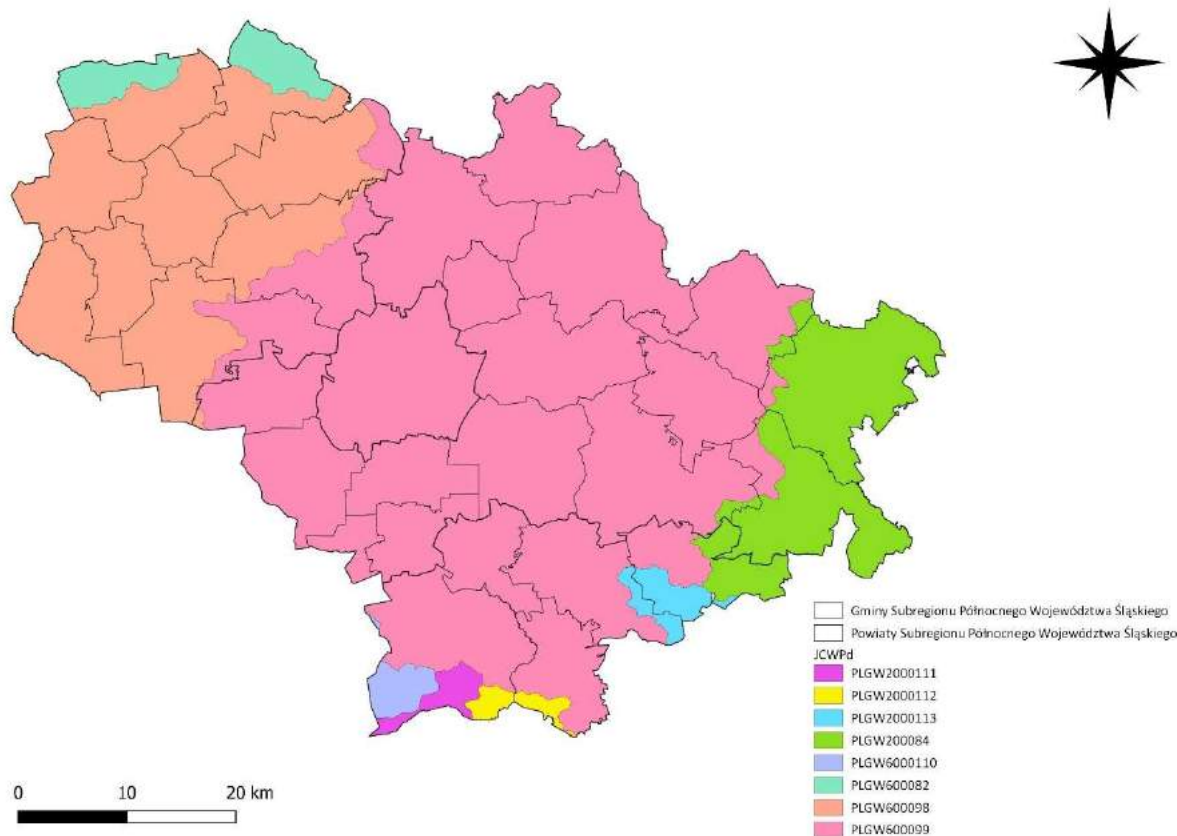 Gminy Subregionu Północnego Województwa Śląskiego
Powiaty Subregionu Północnego Województwa Śląskiego
JCWPd
PLGW2000111
PLGW2000112
PLGW2000113
PLGW200084
PLGW6000110
PLGW600082
PLGW600098
PLGW600099
0 10 20 km